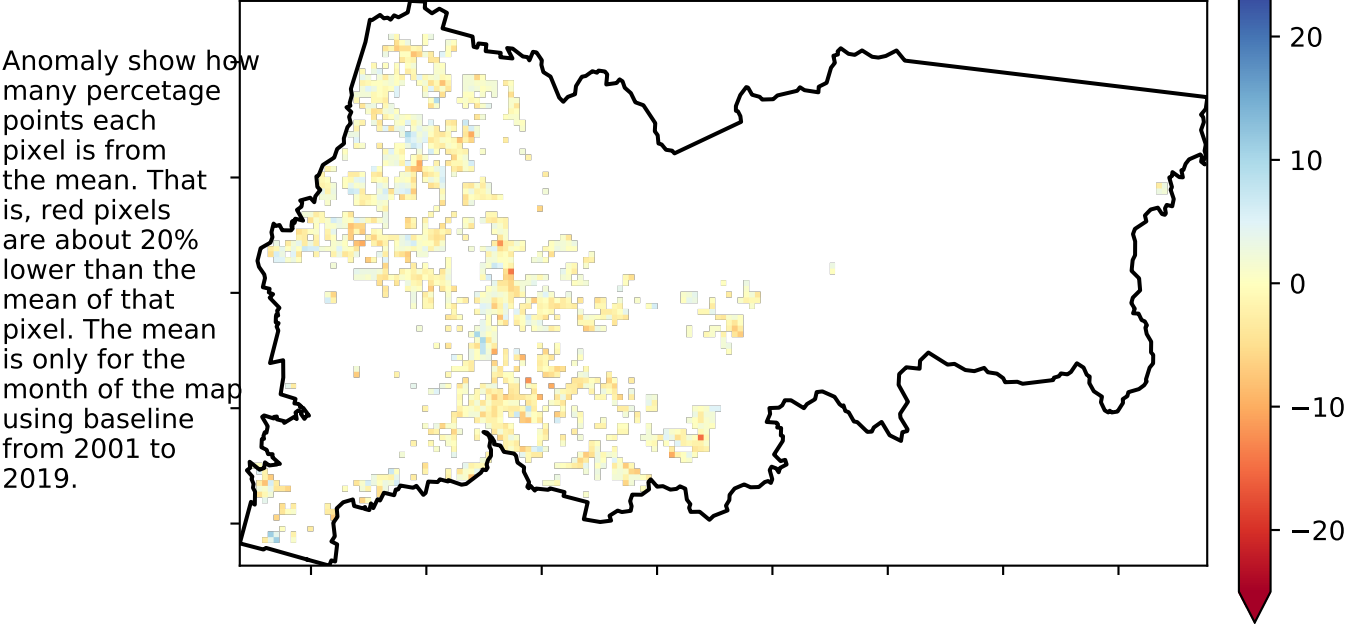 Anomaly show how
many percetage
points each
pixel is from
the mean. That
is, red pixels
are about 20%
lower than the
mean of that
pixel. The mean
is only for the
month of the map
using baseline
from 2001 to
2019.
20
10
0
−10
−20